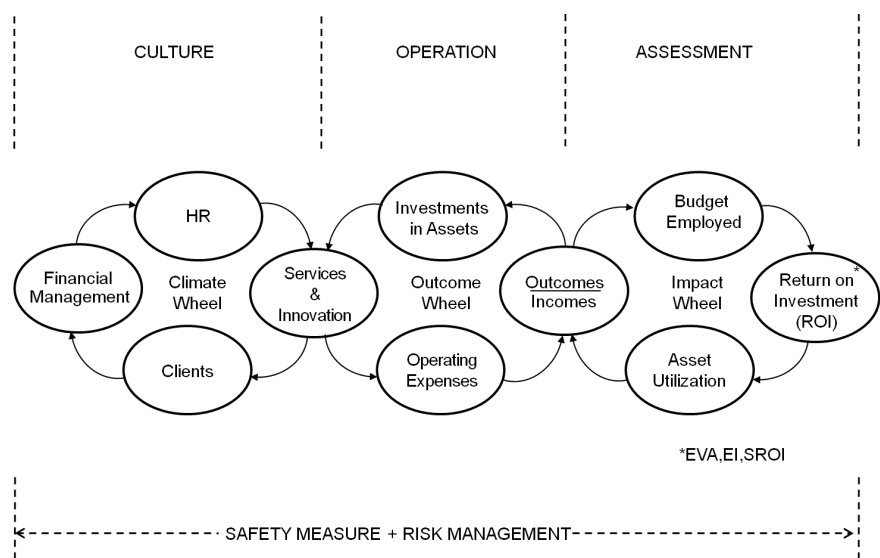 CULTURE
OPERATION
ASSESSMENT
HR
Financial
Management
Climate
Wheel
Clients
Services
&
Innovation
Investments
in Assets
Outcome
Wheel
Operating
Expenses
Outcomes
Incomes
Budget
Employed
Impact
Wheel
Asset
Utilization
Return on*
Investment
(ROI)
*EVA,EI,SROI
SAFETY MEASURE + RISK MANAGEMENT